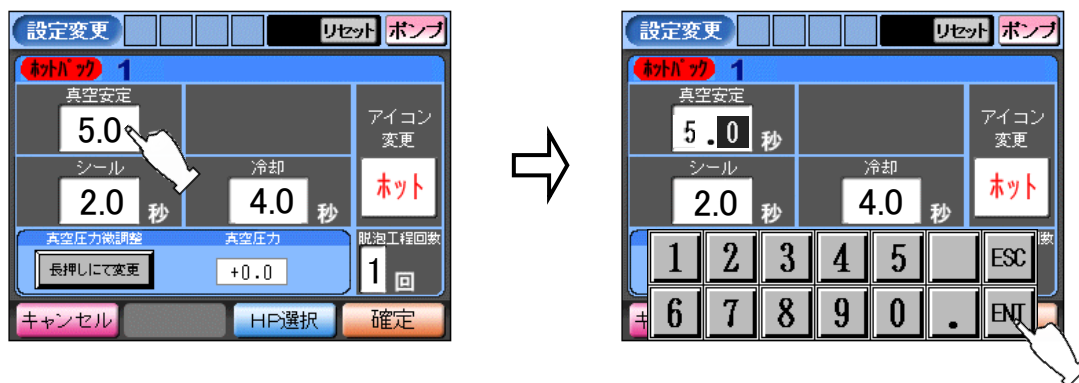 設定変更 リセット ポンプ
ホットパック 1
真空安定
5.0
アイコン
変更
シール 冷却
2.0 秒 4.0 秒 ホット
真空圧力微調整 真空圧力 脱泡工程回数
長押しにて変更 +0.0 1 回
キャンセル HP選択 確定
設定変更 リセット ポンプ
ホットパック 1
真空安定
5.0 秒
アイコン
変更
シール 冷却
2.0 秒 4.0 秒 ホット
数
1 2 3 4 5 ESC
キ 6 7 8 9 0 . ENT